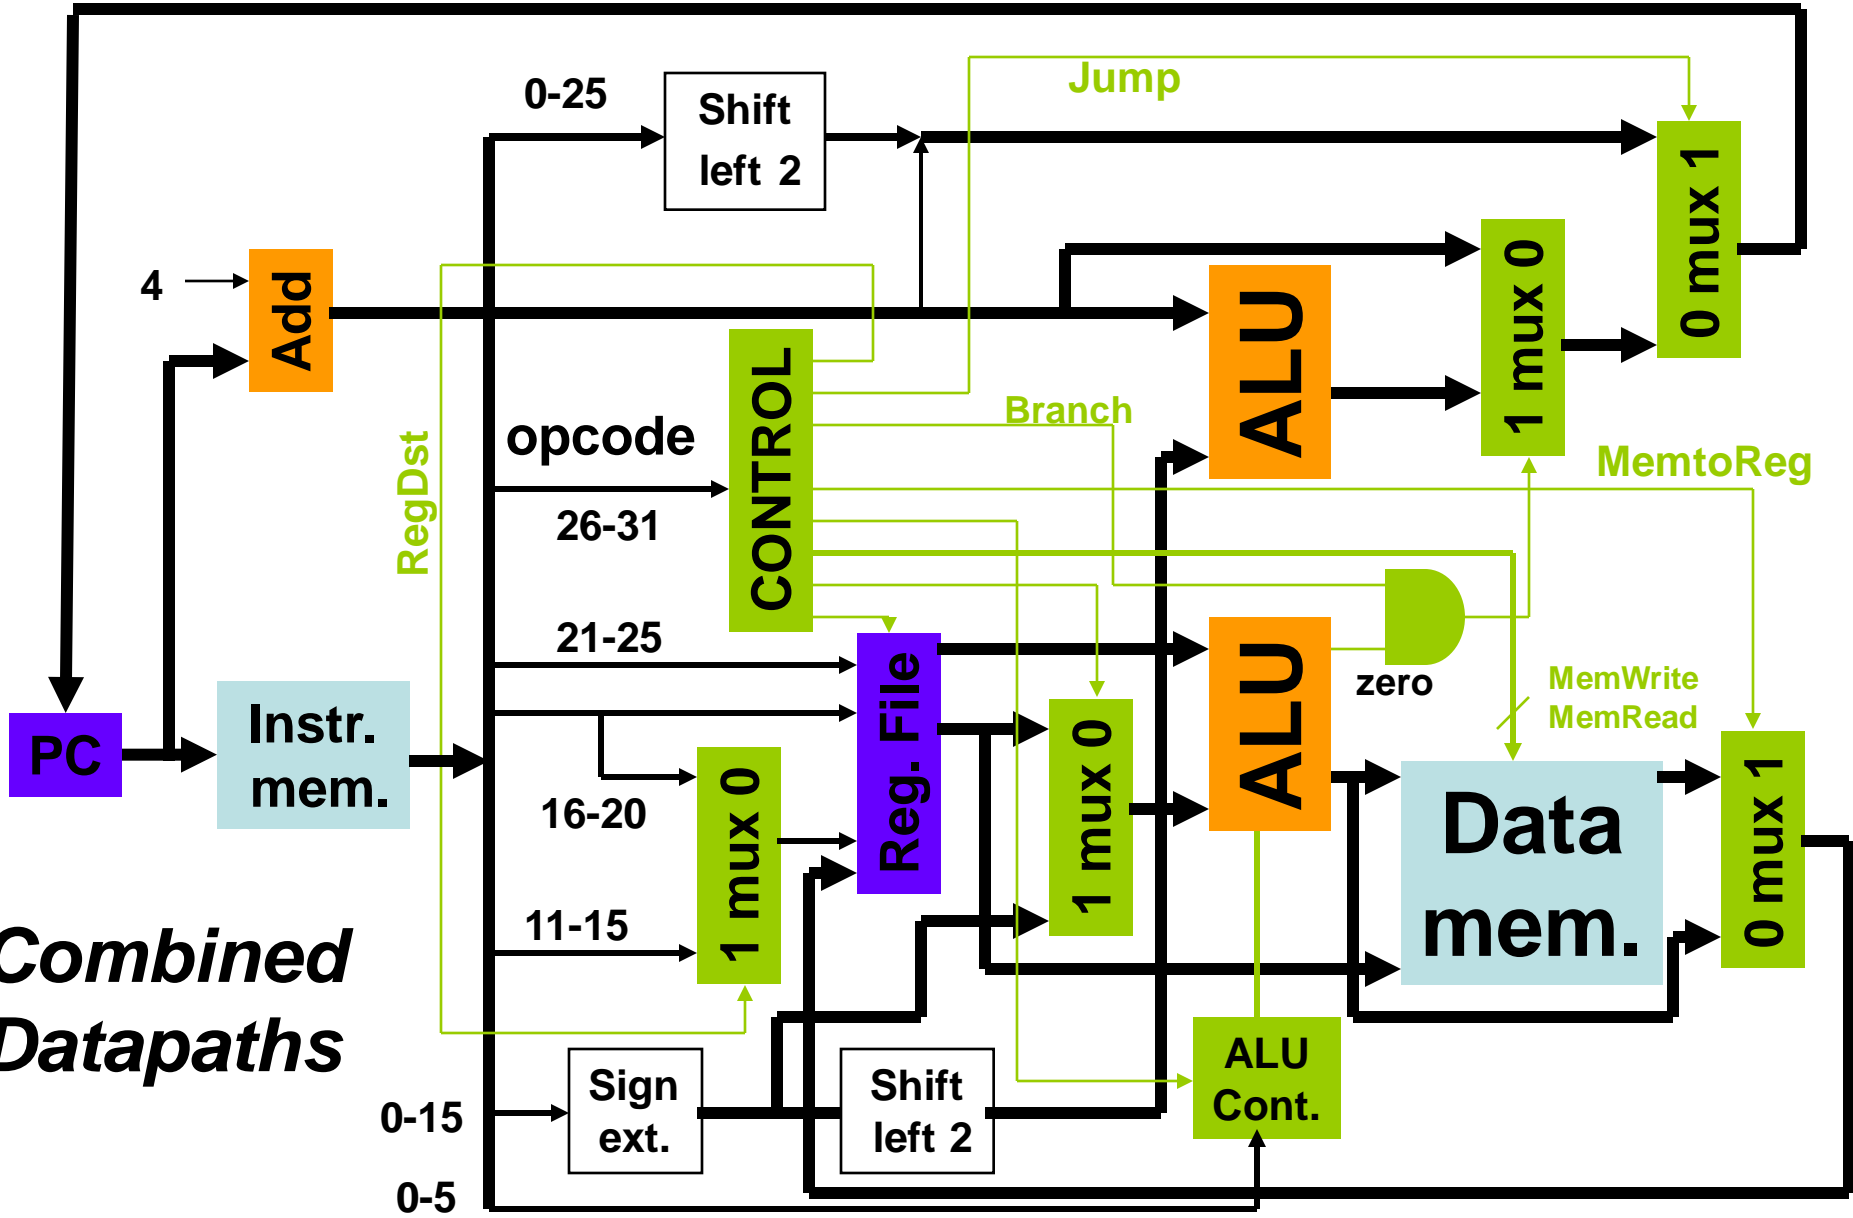 Jump
0-25
Shift
left 2
0 mux 1
4
Add
ALU
1 mux 0
Branch
opcode
CONTROL
MemtoReg
RegDst
26-31
21-25
Reg. File
ALU
zero
MemWrite
MemRead
PC
Instr.
mem.
16-20
1 mux 0
1 mux 0
Data
mem.
0 mux 1
11-15
Combined
Datapaths
Sign
ext.
Shift
left 2
ALU
Cont.
0-15
0-5